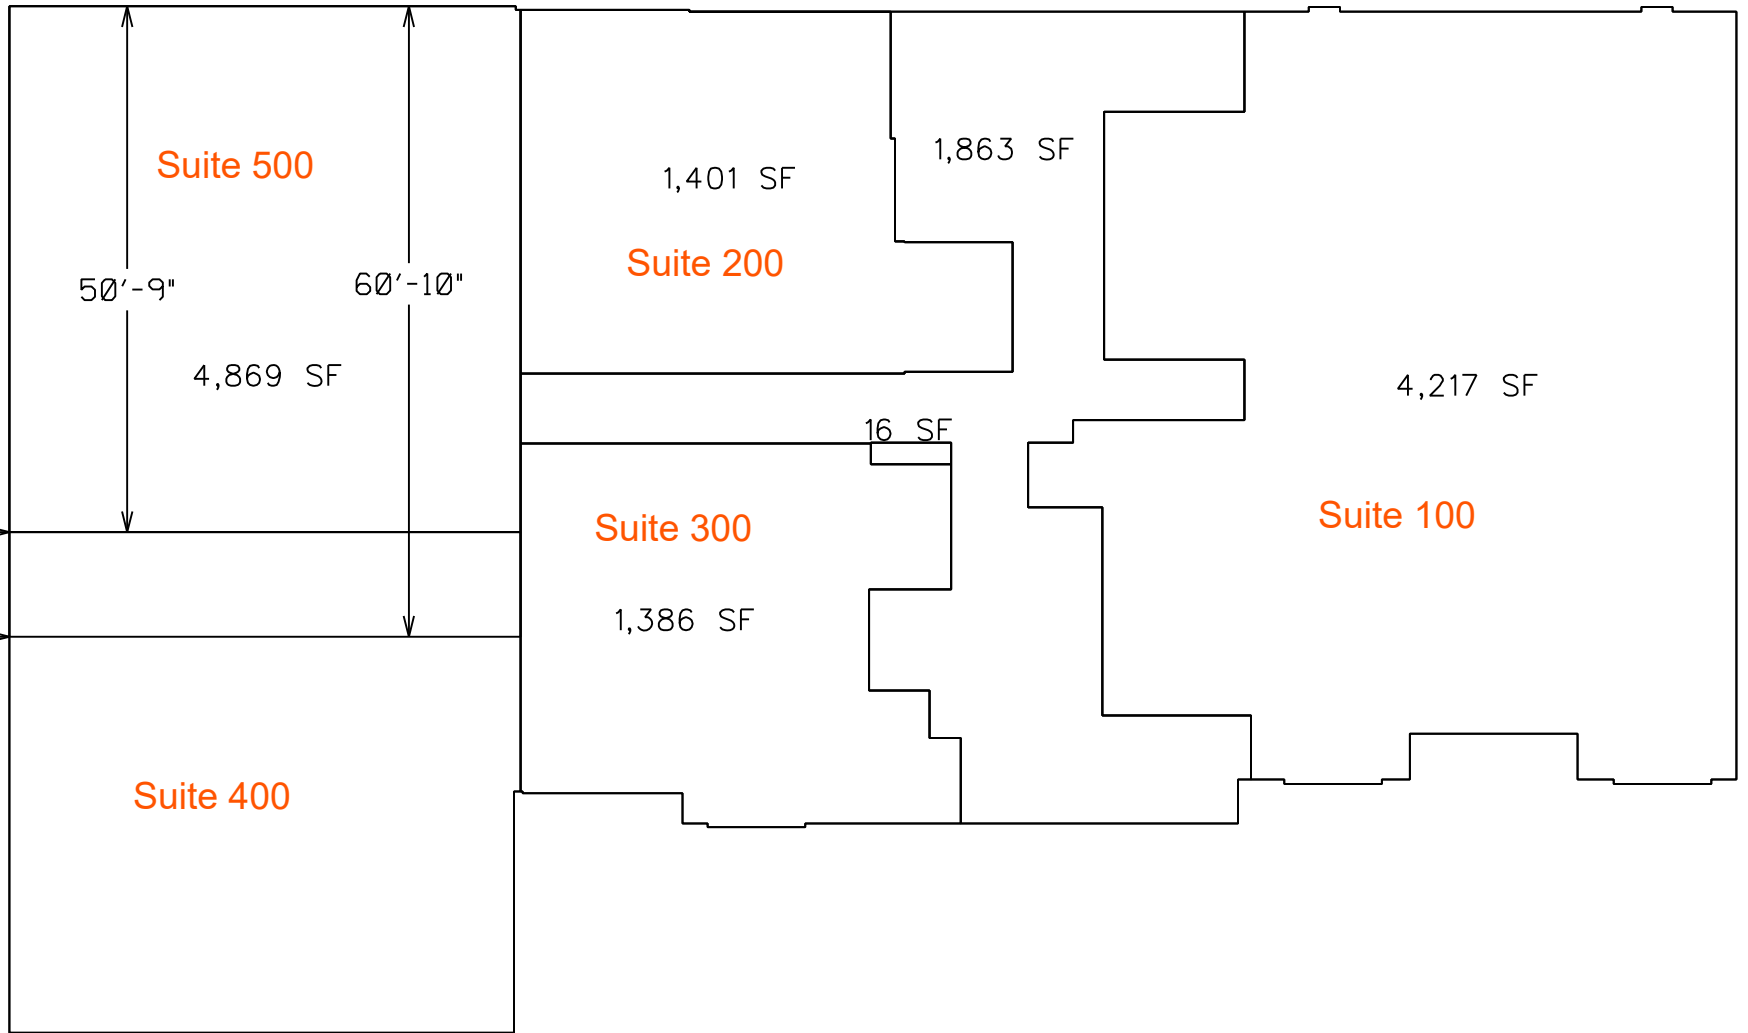 Suite 500
50'-9"
60'-10"
4,869 SF
Suite 400
1,401 SF
Suite 200
1,863 SF
16 SF
Suite 300
1,386 SF
4,217 SF
Suite 100